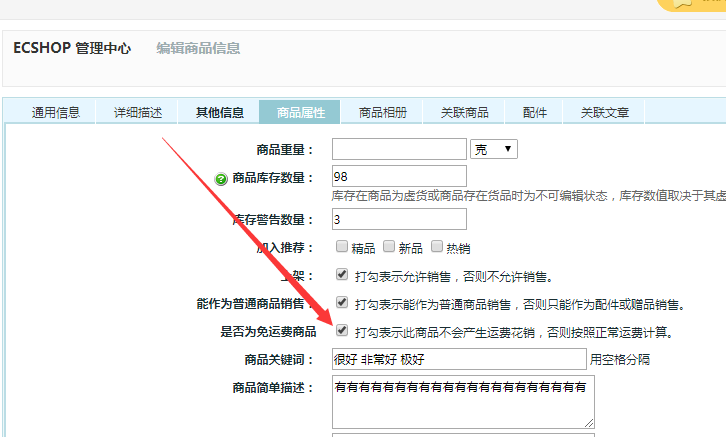 ECSHOP 管理中心 编辑商品信息
通用信息 详细描述 其他信息 商品属性 商品相册 关联商品 配件 关联文章
商品重量： 克
商品库存数量： 98
库存在商品为虚货或商品存在货品时为不可编辑状态，库存数值取决于其虚
库存警告数量： 3
加入推荐： 精品 新品 热销
上架： 打勾表示允许销售，否则不允许销售。
能作为普通商品销售： 打勾表示能作为普通商品销售，否则只能作为配件或赠品销售。
是否为免运费商品 打勾表示此商品不会产生运费花销，否则按照正常运费计算。
商品关键词： 很好 非常好 极好 用空格分隔
商品简单描述： 有有有有有有有有有有有有有有有有有有有有有